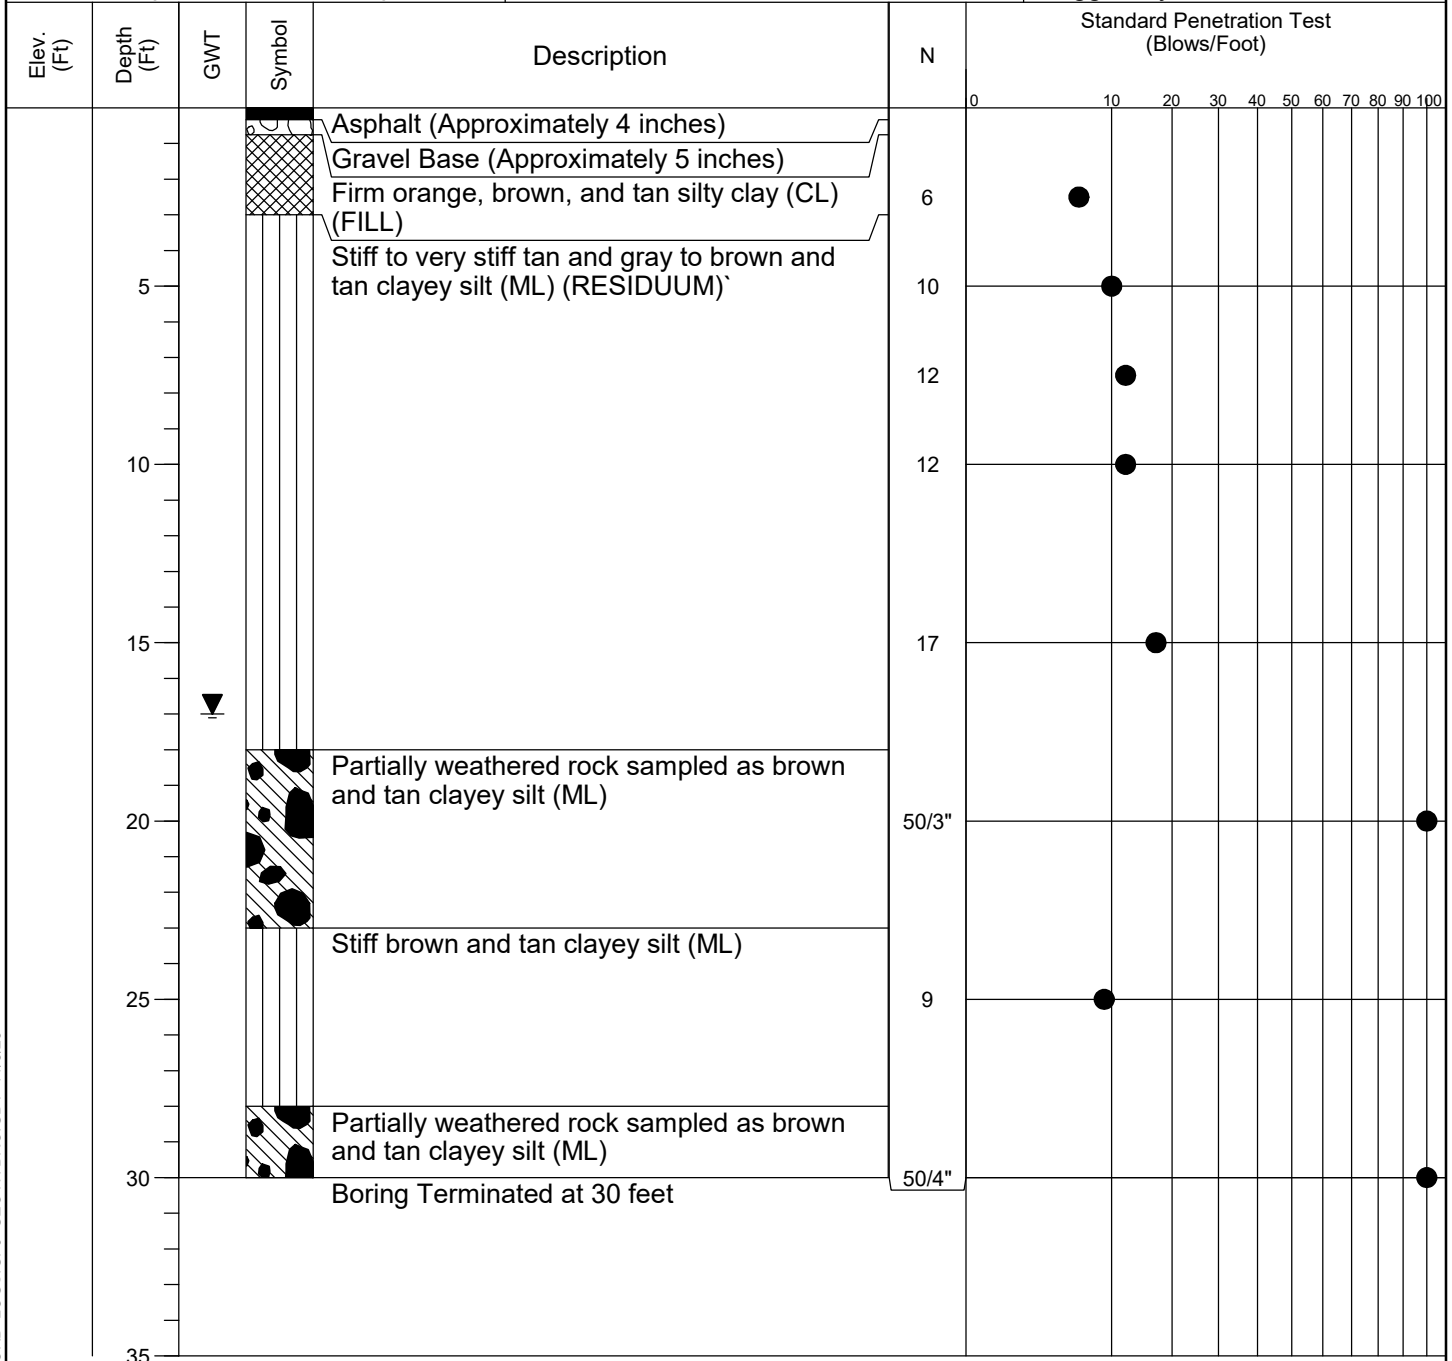 Elev.
(Ft)
Depth
(Ft)
GWT
Symbol
Description
N
Standard Penetration Test
(Blows/Foot)
0 10 20 30 40 50 60 70 80 90 100
Asphalt (Approximately 4 inches)
Gravel Base (Approximately 5 inches)
Firm orange, brown, and tan silty clay (CL)
6
(FILL)
Stiff to very stiff tan and gray to brown and
5 tan clayey silt (ML) (RESIDUUM)` 10
12
10 12
15 17
Partially weathered rock sampled as brown
and tan clayey silt (ML)
20 50/3"
Stiff brown and tan clayey silt (ML)
25 9
Partially weathered rock sampled as brown
and tan clayey silt (ML)
30 50/4"
Boring Terminated at 30 feet
35